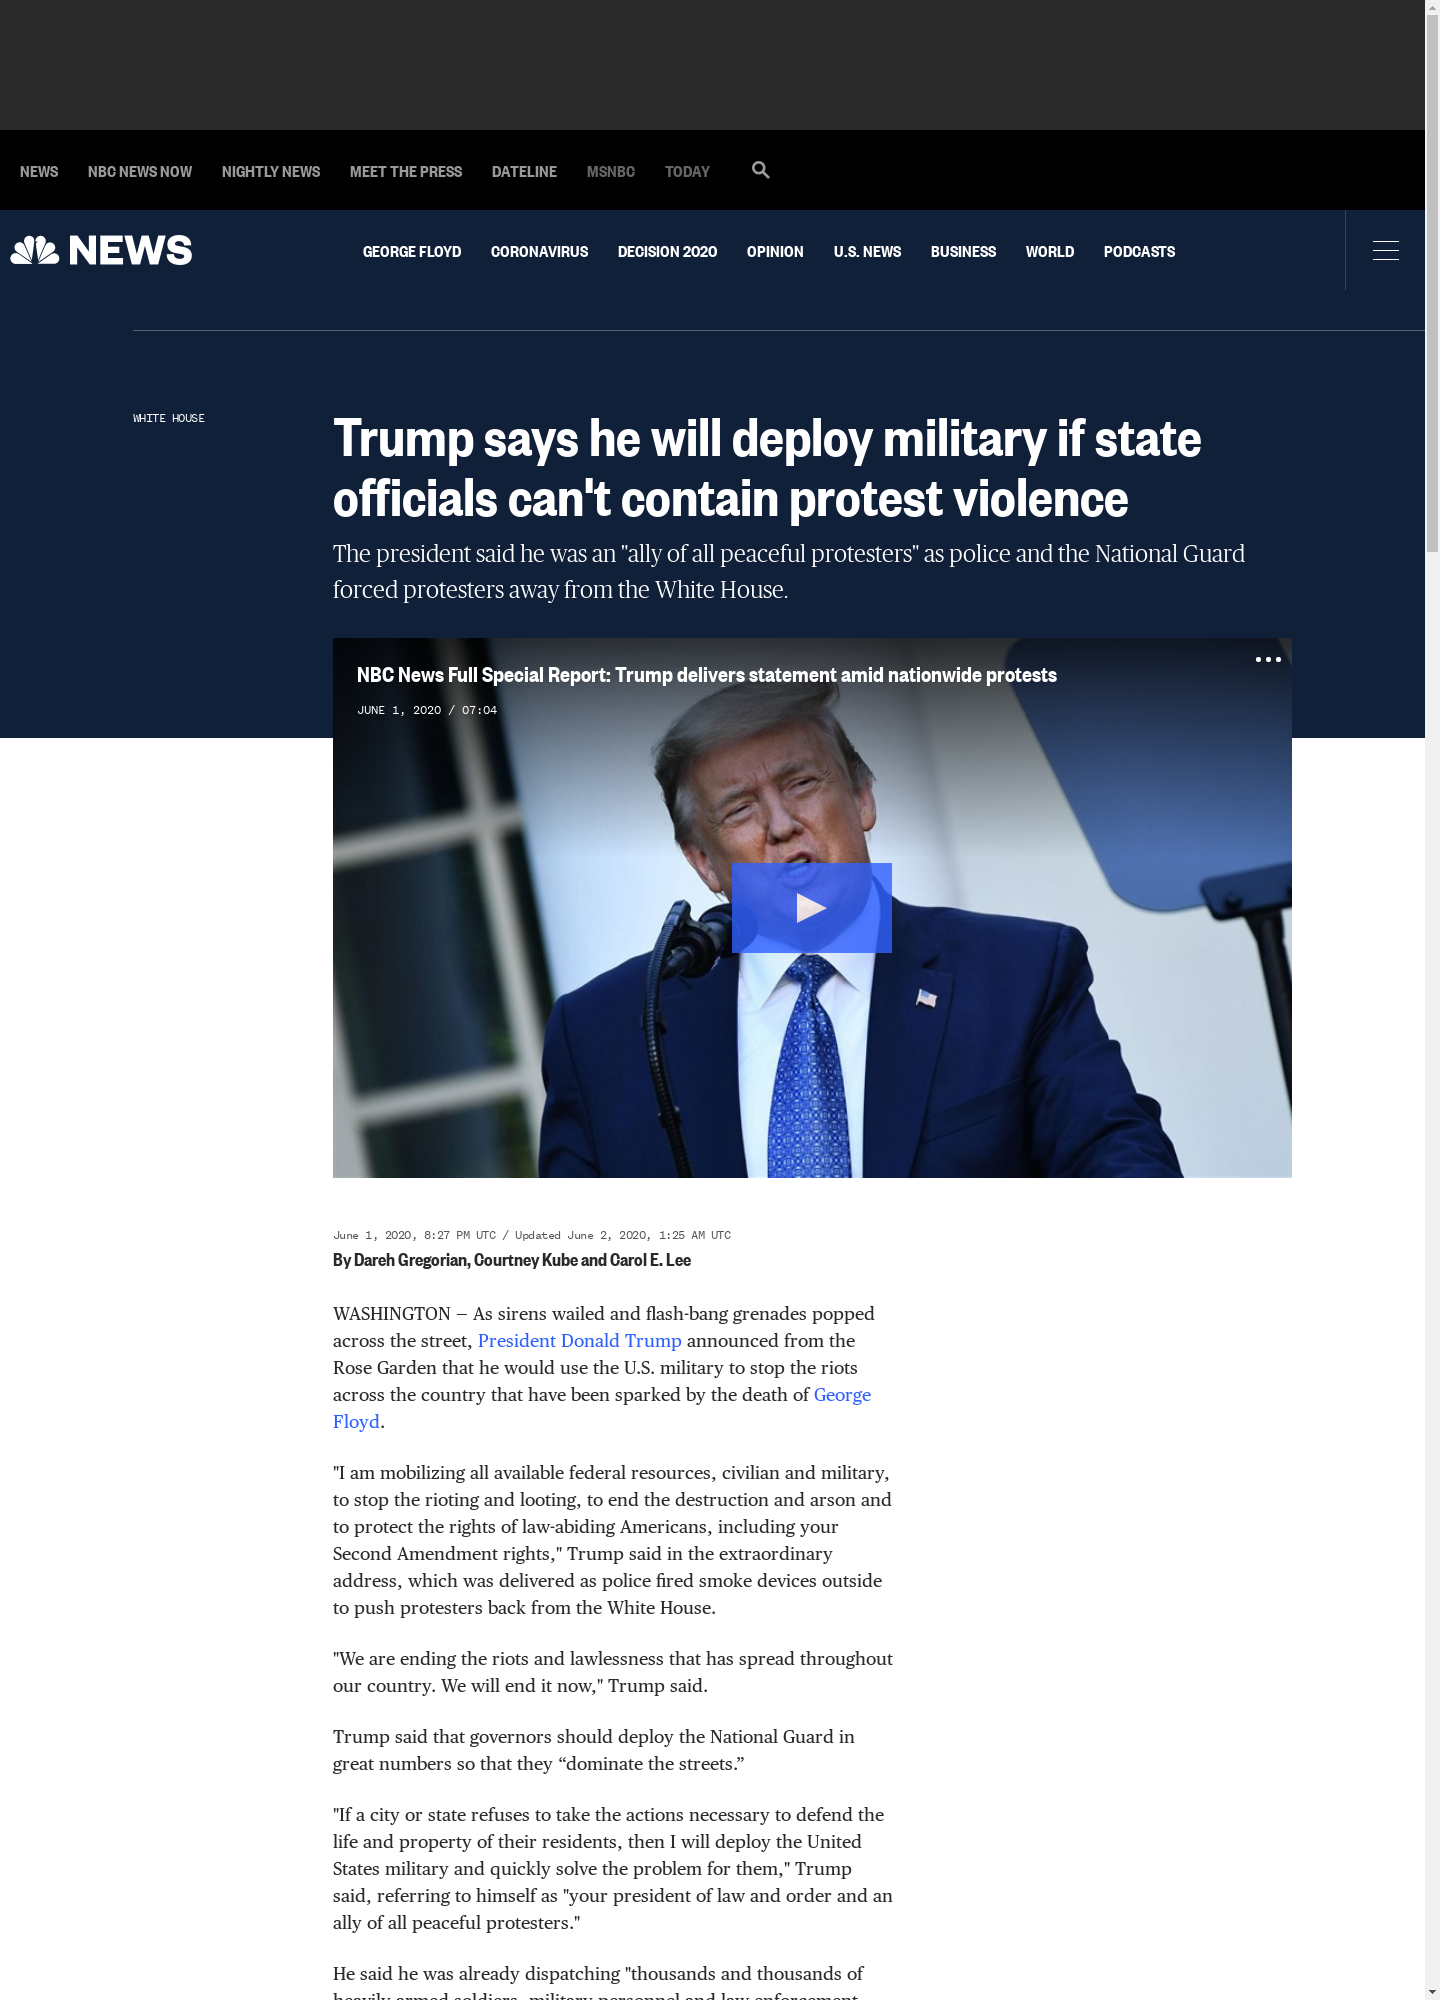 NEWS NBC NEWS NOW NIGHTLY NEWS MEET THE PRESS DATELINE MSNBC TODAY
NEWS
GEORGE FLOYD CORONAVIRUS DECISION 2020 OPINION U.S. NEWS BUSINESS WORLD PODCASTS
WHITE HOUSE
Trump says he will deploy military if state
officials can't contain protest violence
The president said he was an "ally of all peaceful protesters" as police and the National Guard
forced protesters away from the White House.
NBC News Full Special Report: Trump delivers statement amid nationwide protests
JUNE 1, 2020 / 07:04
June 1, 2020, 8:27 PM UTC / Updated June 2, 2020, 1:25 AM UTC
By Dareh Gregorian, Courtney Kube and Carol E. Lee
WASHINGTON — As sirens wailed and flash-bang grenades popped
across the street, President Donald Trump announced from the
Rose Garden that he would use the U.S. military to stop the riots
across the country that have been sparked by the death of George
Floyd.
"I am mobilizing all available federal resources, civilian and military,
to stop the rioting and looting, to end the destruction and arson and
to protect the rights of law-abiding Americans, including your
Second Amendment rights," Trump said in the extraordinary
address, which was delivered as police fired smoke devices outside
to push protesters back from the White House.
"We are ending the riots and lawlessness that has spread throughout
our country. We will end it now," Trump said.
Trump said that governors should deploy the National Guard in
great numbers so that they “dominate the streets.”
"If a city or state refuses to take the actions necessary to defend the
life and property of their residents, then I will deploy the United
States military and quickly solve the problem for them," Trump
said, referring to himself as "your president of law and order and an
ally of all peaceful protesters."
He said he was already dispatching "thousands and thousands of
heavily armed soldiers, military personnel and law enforcement